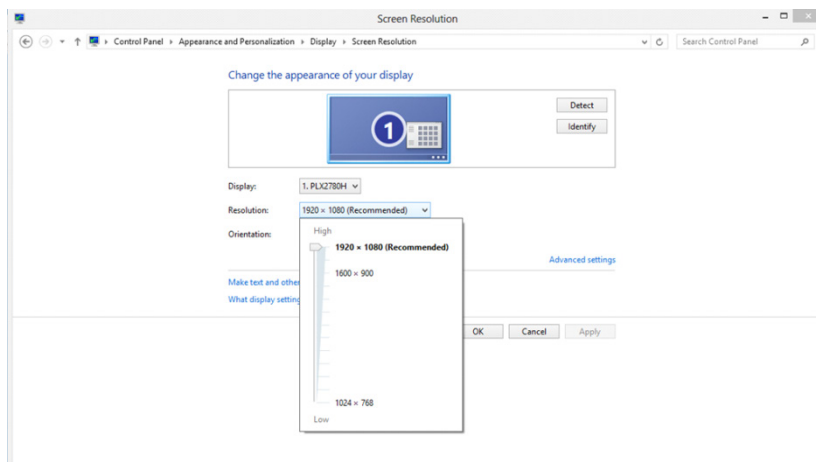 Screen Resolution
Control Panel Appearance and Personalization Display Screen Resolution
Search Control Panel
Change the appearance of your display
1
Detect
Identify
Display:
1. PLX2780H
Resolution:
1920 × 1080 (Recommended)
Orientation:
High
1920 × 1080 (Recommended)
1600 × 900
1024 × 768
Low
Advanced settings
Make text and other
What display setting
OK
Cancel
Apply